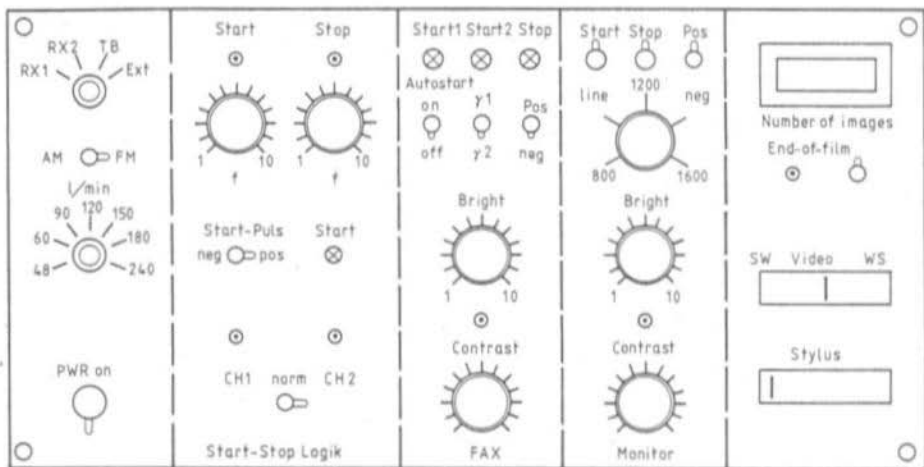 RX1 RX2 TB Ext
AM FM
l/min
48 60 90 120 150 180 240
PWR on
Start Stop
1 10 1 10
f f
Start-Puls Start
neg pos
CH1 norm CH2
Start-Stop Logik
Start1 Start2 Stop
Autostart
on γ1 Pos
off γ2 neg
Bright
1 10
Contrast
FAX
Start Stop Pos
line 1200 neg
800 1600
Bright
1 10
Contrast
Monitor
Number of images
End-of-film
SW Video WS
Stylus